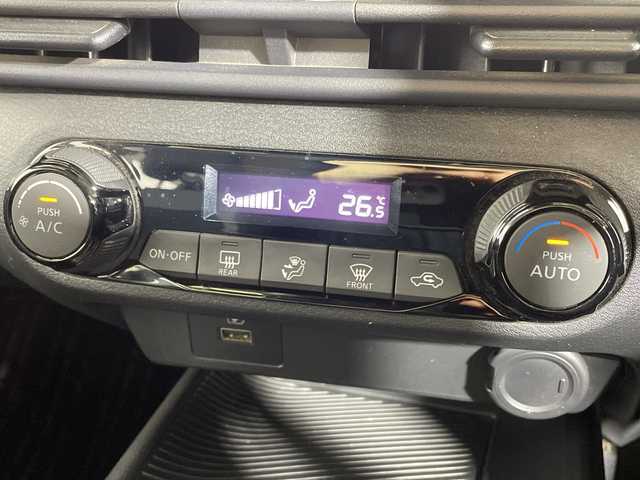 26.5 °C
PUSH
A/C
PUSH
AUTO
ON·OFF
REAR
FRONT